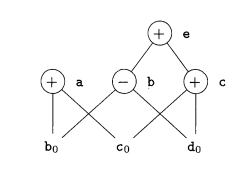 + e
+ a − b + c
b₀ c₀ d₀